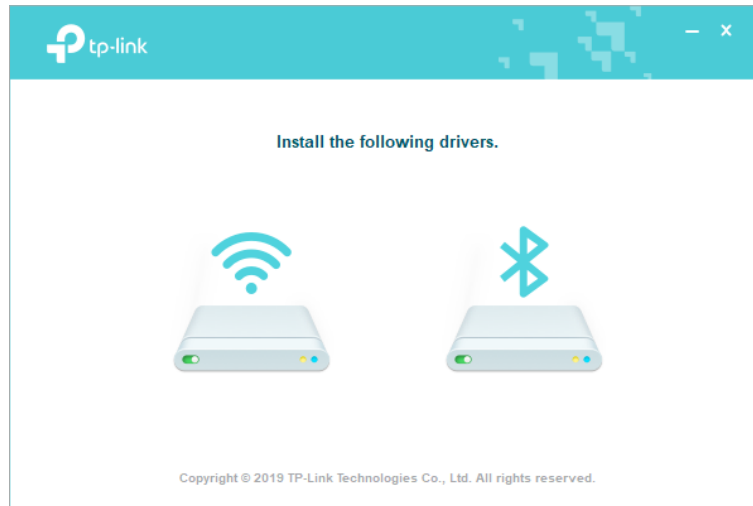 tp-link
Install the following drivers.
Copyright © 2019 TP-Link Technologies Co., Ltd. All rights reserved.